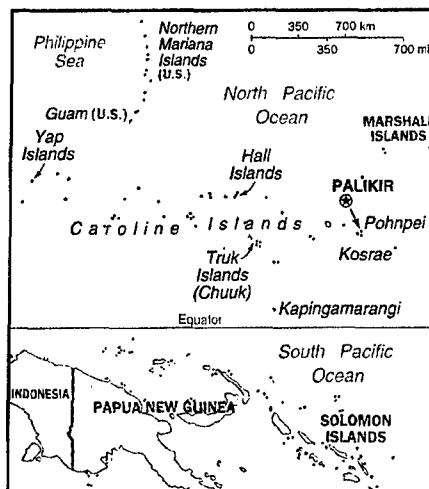 Philippine
Sea
Northern
Mariana
Islands
(U.S.)
0 350 700 km
0 350 700 mi
Guam (U.S.)
North Pacific
Ocean
MARSHALL
ISLANDS
Yap
Islands
Hall
Islands
PALIKIR
Pohnpei
Caroline Islands
Kosrae
Truk
Islands
(Chuuk)
Kapingamarangi
Equator
South Pacific
Ocean
INDONESIA
PAPUA NEW GUINEA
SOLOMON
ISLANDS